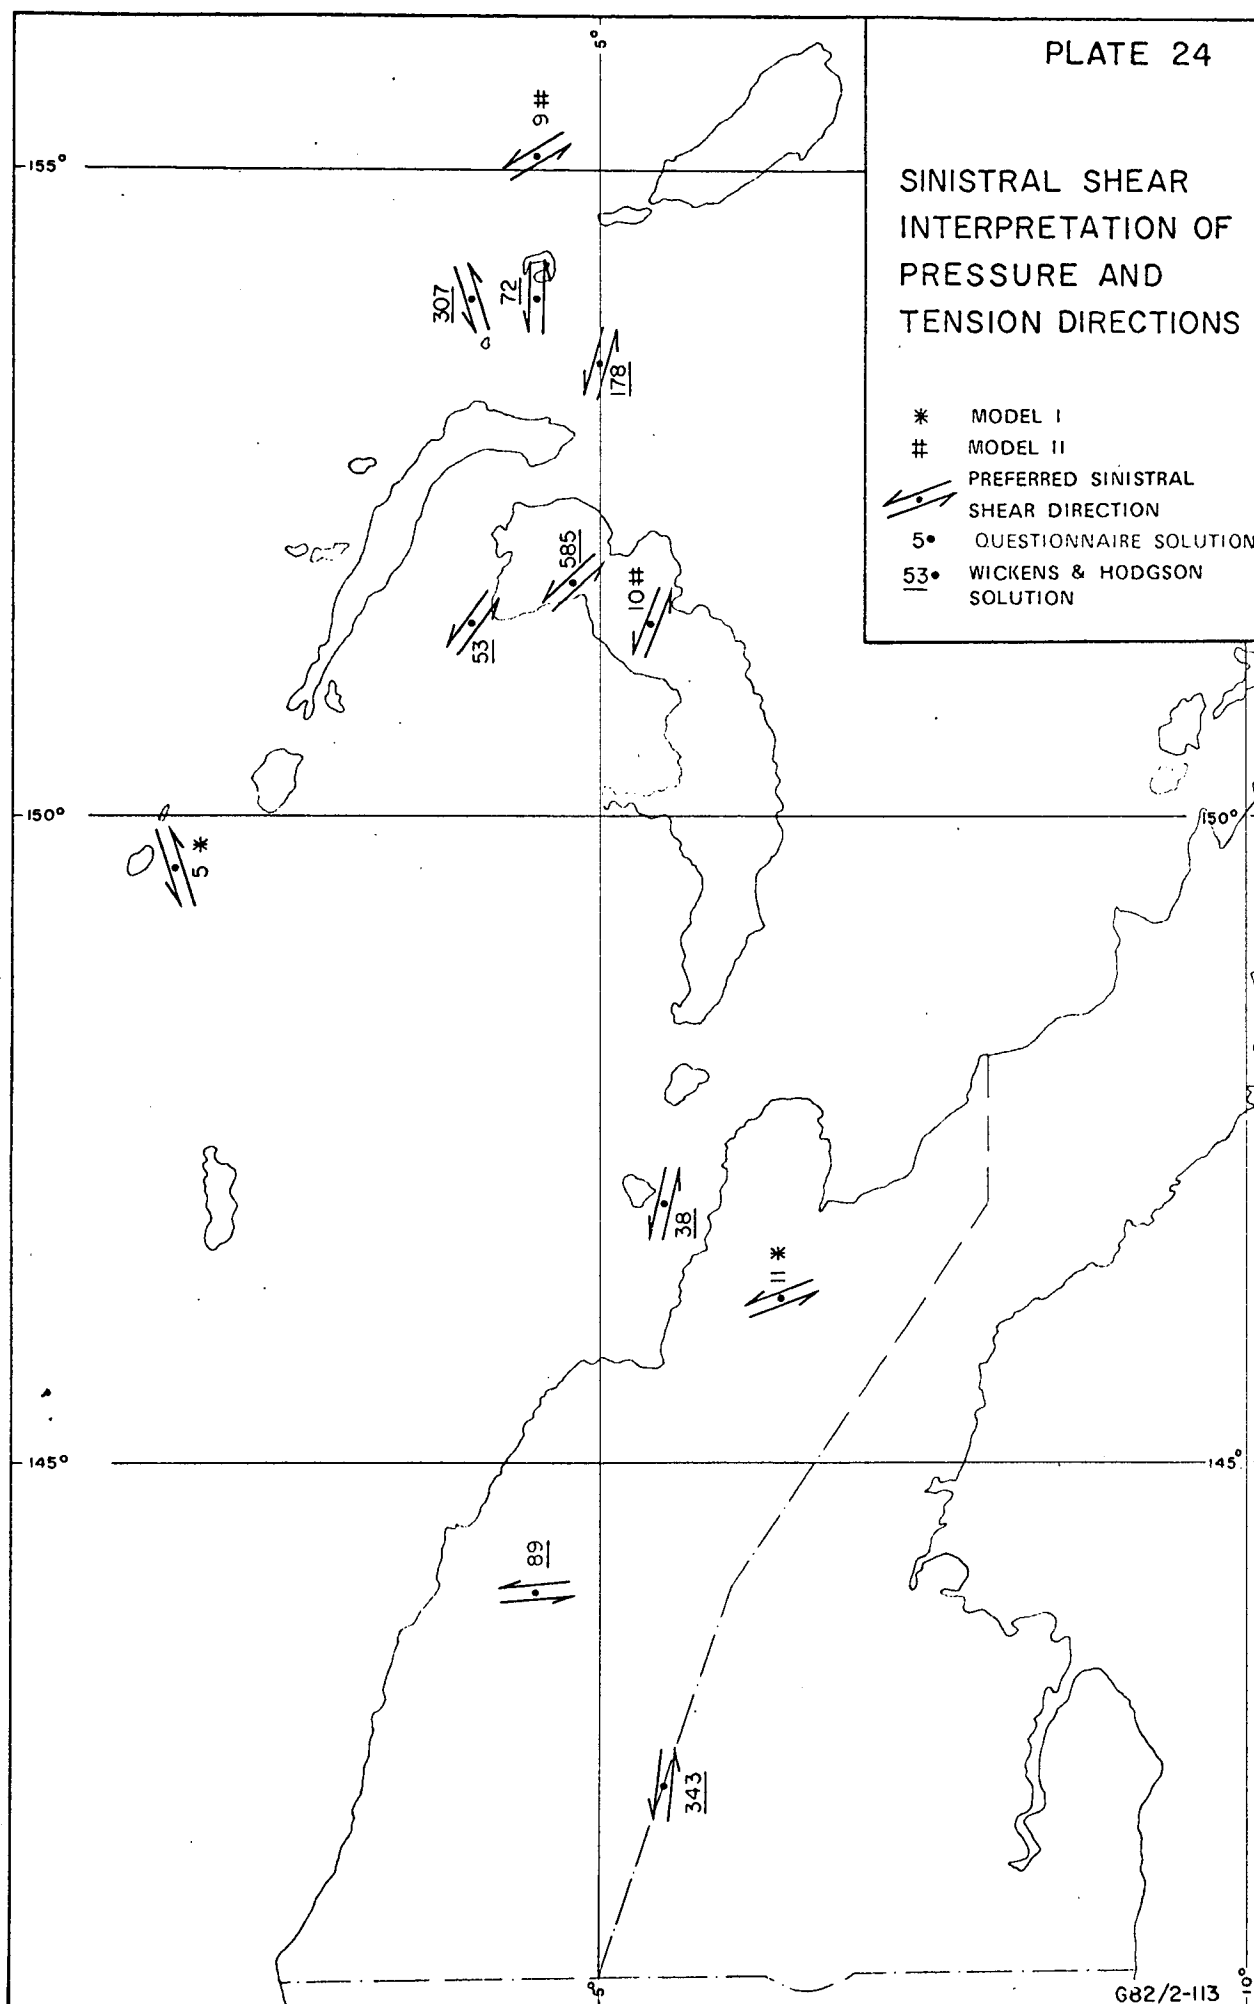 PLATE 24
SINISTRAL SHEAR
INTERPRETATION OF
PRESSURE AND
TENSION DIRECTIONS
* MODEL I
# MODEL II
PREFERRED SINISTRAL
SHEAR DIRECTION
5• QUESTIONNAIRE SOLUTION
53• WICKENS & HODGSON
SOLUTION
5°
9#
155°
307
72
178
585
10#
53
150°
150°
5*
38
11*
145°
145°
89
343
5°
10°
G82/2-113